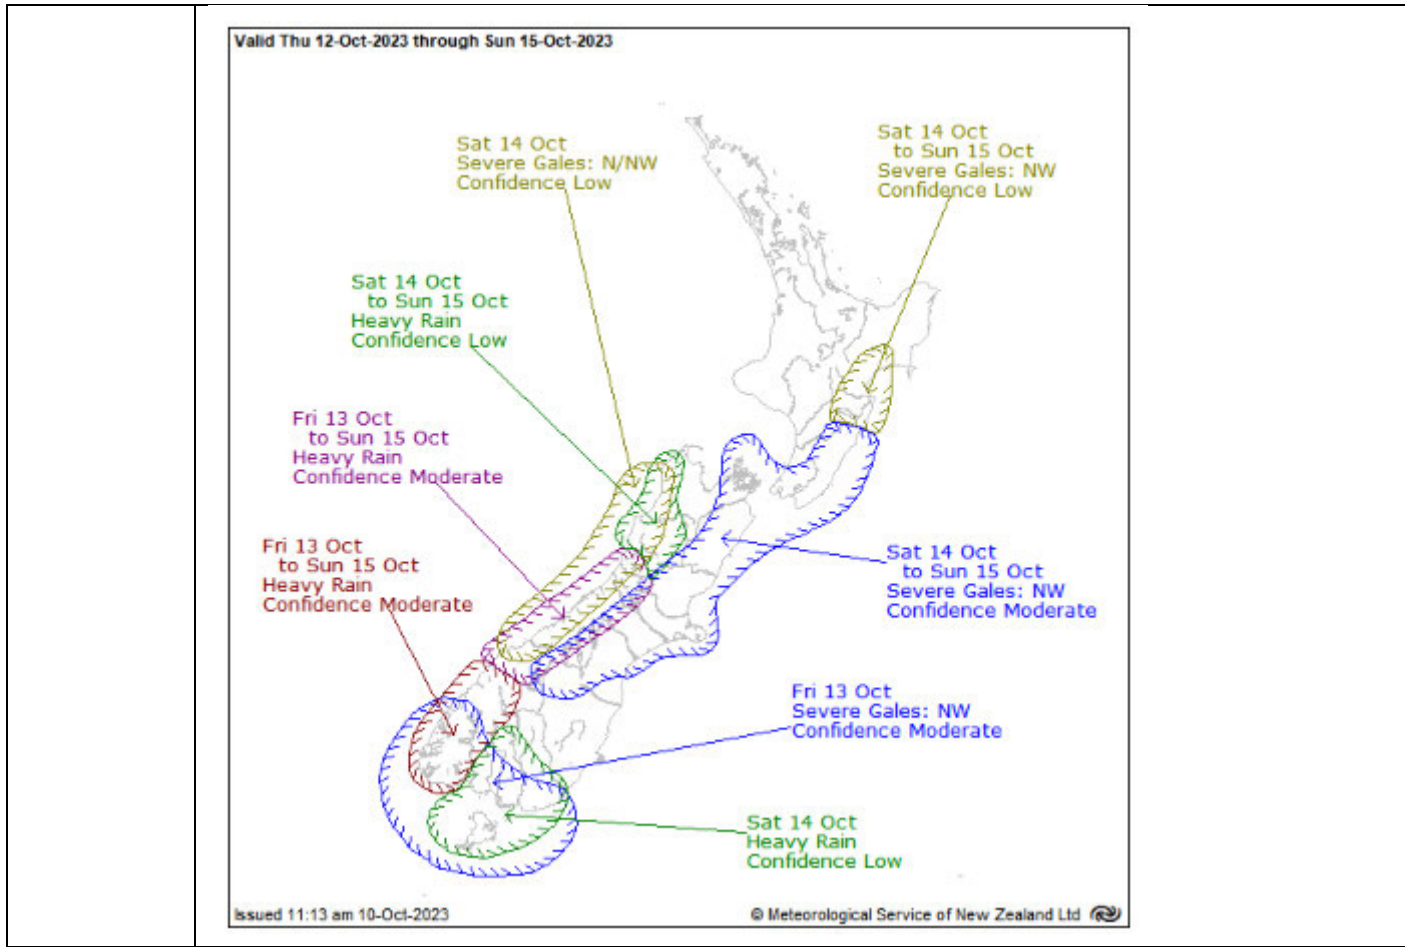 Valid Thu 12-Oct-2023 through Sun 15-Oct-2023
Sat 14 Oct
Severe Gales: N/NW
Confidence Low
Sat 14 Oct
to Sun 15 Oct
Severe Gales: NW
Confidence Low
Sat 14 Oct
to Sun 15 Oct
Heavy Rain
Confidence Low
Fri 13 Oct
to Sun 15 Oct
Heavy Rain
Confidence Moderate
Fri 13 Oct
to Sun 15 Oct
Heavy Rain
Confidence Moderate
Sat 14 Oct
to Sun 15 Oct
Severe Gales: NW
Confidence Moderate
Fri 13 Oct
Severe Gales: NW
Confidence Moderate
Sat 14 Oct
Heavy Rain
Confidence Low
Issued 11:13 am 10-Oct-2023
© Meteorological Service of New Zealand Ltd